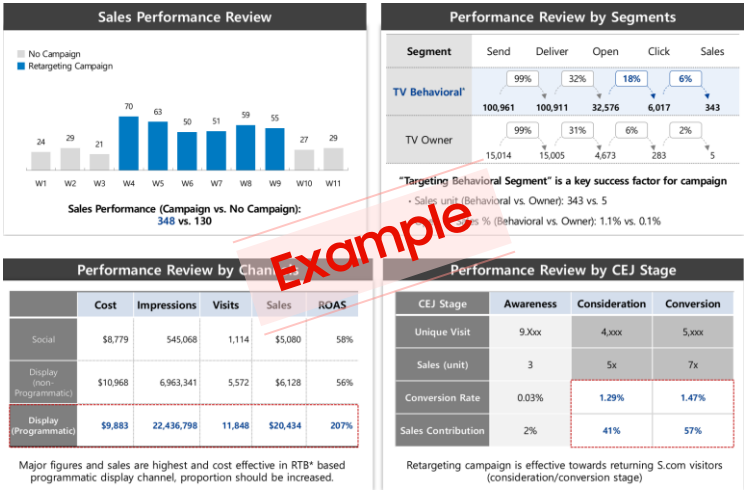 Sales Performance Review
No Campaign
Retargeting Campaign
24 29 21 70 63 50 51 59 55 27 29
W1 W2 W3 W4 W5 W6 W7 W8 W9 W10 W11
Sales Performance (Campaign vs. No Campaign):
348 vs. 130
Performance Review by Segments
Segment Send Deliver Open Click Sales
99% 32% 18% 6%
TV Behavioral*
100,961 100,911 32,576 6,017 343
99% 31% 6% 2%
TV Owner
15,014 15,005 4,673 283 5
“Targeting Behavioral Segment” is a key success factor for campaign
• Sales unit (Behavioral vs. Owner): 343 vs. 5
% (Behavioral vs. Owner): 1.1% vs. 0.1%
Example
Performance Review by Channels
Cost Impressions Visits Sales ROAS
Social $8,779 545,068 1,114 $5,080 58%
Display
(non-
Programmatic) $10,968 6,963,341 5,572 $6,128 56%
Display
(Programmatic) $9,883 22,436,798 11,848 $20,434 207%
Major figures and sales are highest and cost effective in RTB* based
programmatic display channel, proportion should be increased.
Performance Review by CEJ Stage
CEJ Stage Awareness Consideration Conversion
Unique Visit 9.Xxx 4,xxx 5,xxx
Sales (unit) 3 5x 7x
Conversion Rate 0.03% 1.29% 1.47%
Sales Contribution 2% 41% 57%
Retargeting campaign is effective towards returning S.com visitors
(consideration/conversion stage)